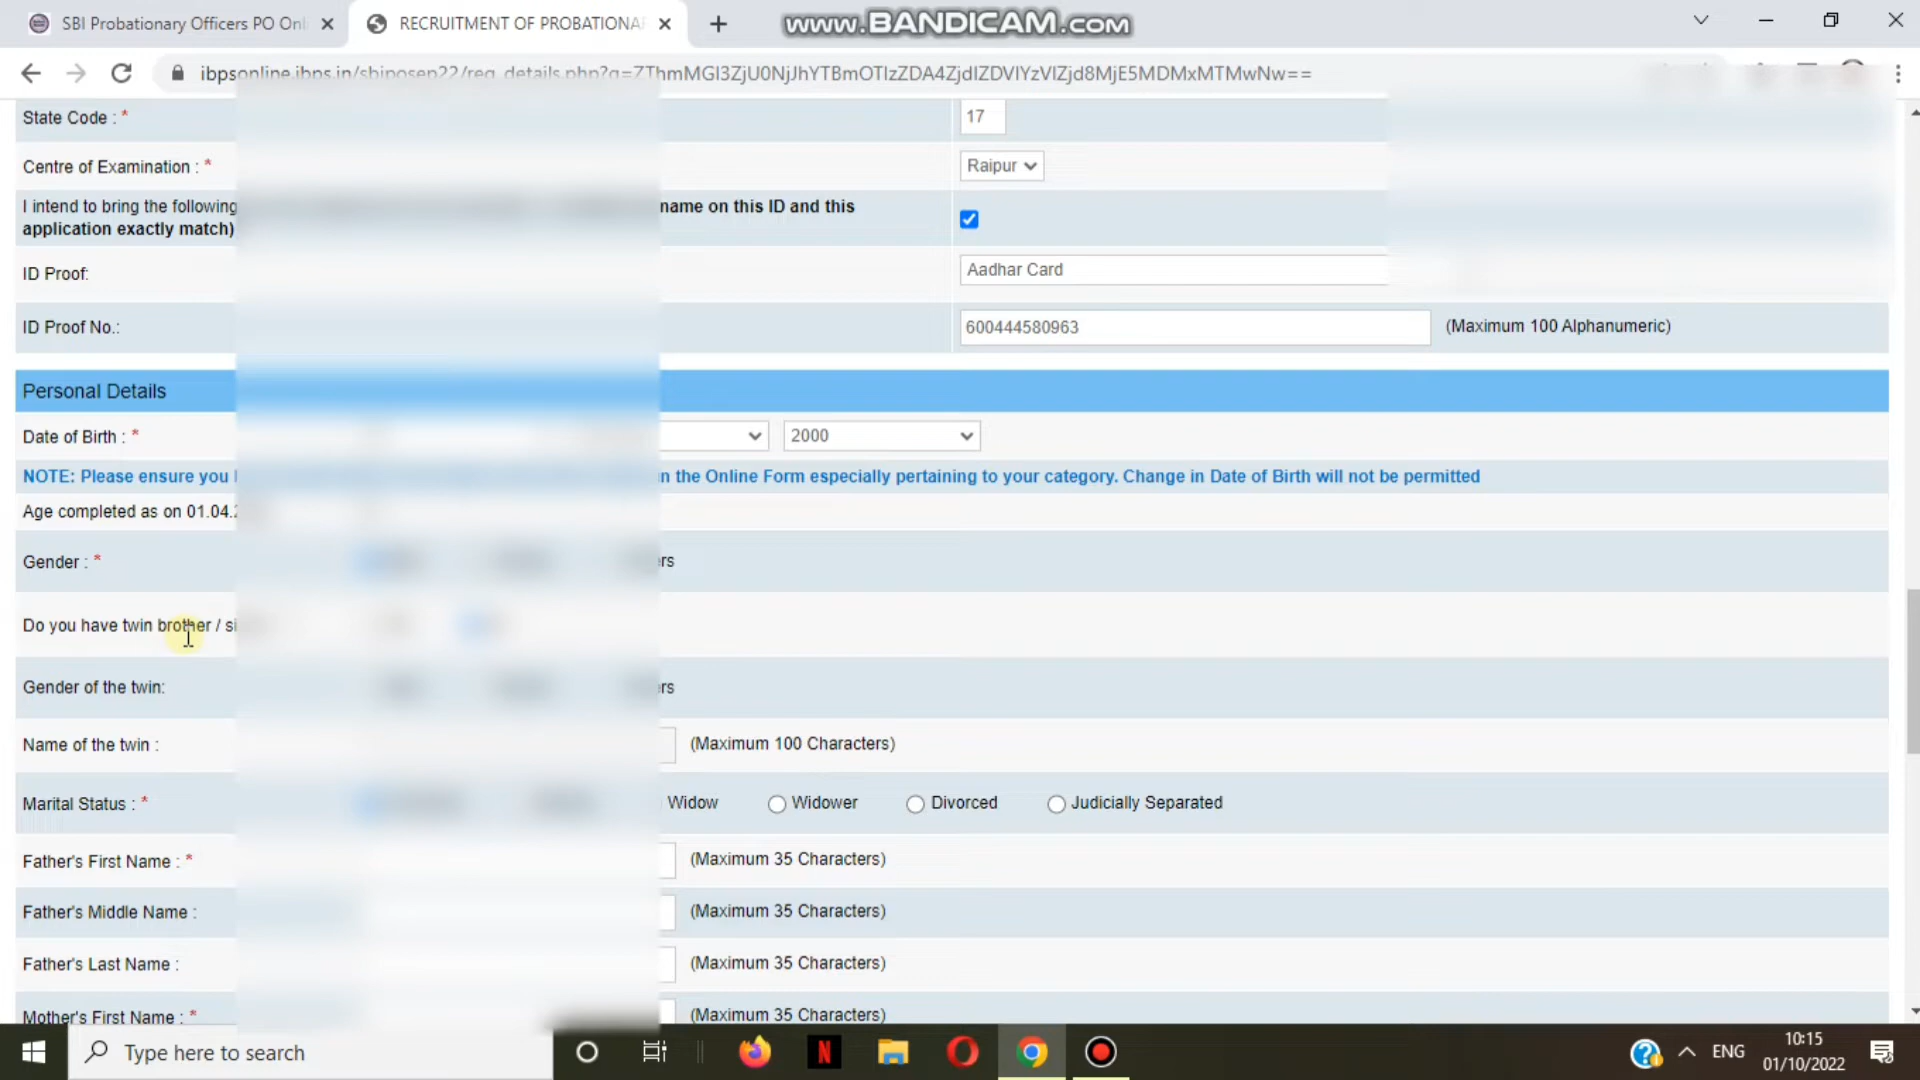 SBI Probationary Officers PO Onl
RECRUITMENT OF PROBATIONA
www.BANDICAM.com
State Code : *
17
Centre of Examination : *
Raipur
I intend to bring the following
name on this ID and this
application exactly match)
ID Proof:
Aadhar Card
ID Proof No.:
600444580963
(Maximum 100 Alphanumeric)
Personal Details
Date of Birth : *
2000
NOTE: Please ensure you
n the Online Form especially pertaining to your category. Change in Date of Birth will not be permitted
Age completed as on 01.04.
Gender : *
rs
Do you have twin brother / si
Gender of the twin:
rs
Name of the twin :
(Maximum 100 Characters)
Marital Status : *
Widow
Widower
Divorced
Judicially Separated
Father's First Name : *
(Maximum 35 Characters)
Father's Middle Name :
(Maximum 35 Characters)
Father's Last Name :
(Maximum 35 Characters)
Mother's First Name : *
(Maximum 35 Characters)
Type here to search
N
ENG
10:15
01/10/2022